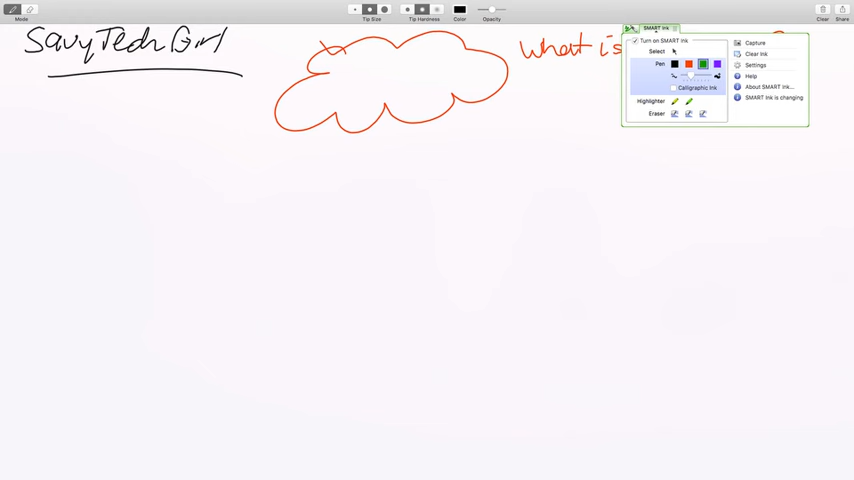 Mode
Tip Size
Tip Hardness
Color
Opacity
Clear
Share
SavyTechGirl
what is
SMART Ink
Turn on SMART Ink
Select
Pen
Calligraphic Ink
Highlighter
Eraser
Capture
Clear Ink
Settings
Help
About SMART Ink...
SMART Ink is changing